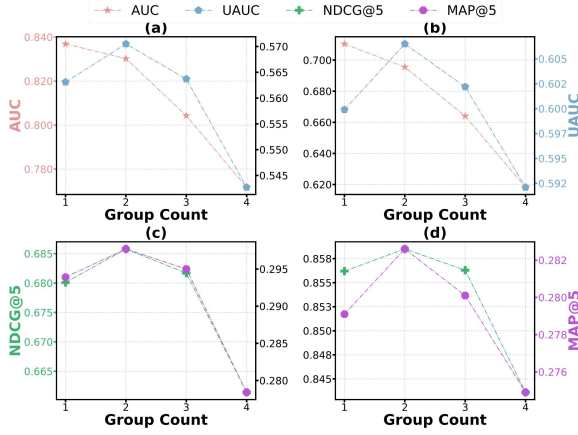 AUC UAUC NDCG@5 MAP@5
(a) (b)
0.840
0.820
0.800
0.780
AUC
0.570
0.565
0.560
0.555
0.550
0.545
1 2 3 4
Group Count
0.700
0.680
0.660
0.640
0.620
0.605
0.602
0.600
0.597
0.595
0.592
UAUC
1 2 3 4
Group Count
(c) (d)
0.685
0.680
0.675
0.670
0.665
NDCG@5
0.295
0.290
0.285
0.280
1 2 3 4
Group Count
0.858
0.855
0.853
0.850
0.848
0.845
0.282
0.280
0.278
0.276
MAP@5
1 2 3 4
Group Count